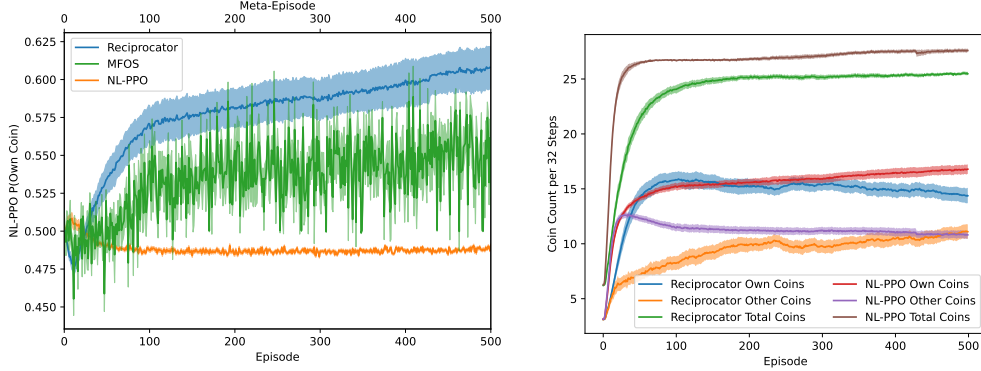 Meta-Episode
0 100 200 300 400 500
0.625
0.600
0.575
0.550
0.525
0.500
0.475
0.450
NL-PPO P(Own Coin)
Reciprocator
MFOS
NL-PPO
0 100 200 300 400 500
Episode
25
20
15
10
5
Coin Count per 32 Steps
Reciprocator Own Coins
Reciprocator Other Coins
Reciprocator Total Coins
NL-PPO Own Coins
NL-PPO Other Coins
NL-PPO Total Coins
0 100 200 300 400 500
Episode